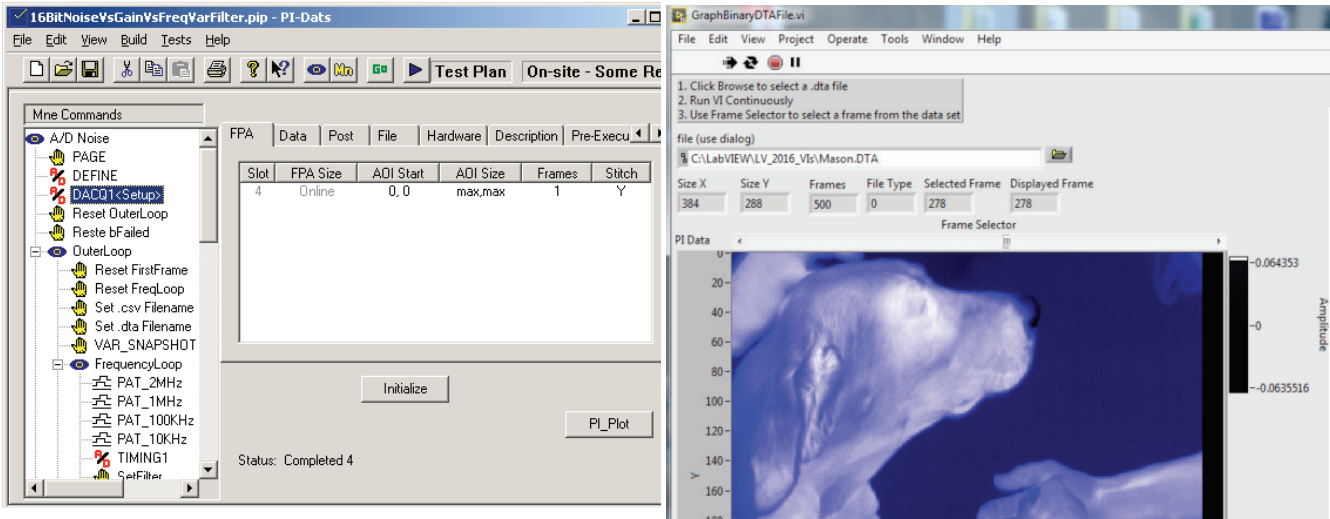 16BitNoiseVsGainVsFreqVarFilter.pip - PI-Dats
File Edit View Build Tests Help
Go Test Plan On-site - Some Re
Mne Commands
A/D Noise
PAGE
DEFINE
DACQ1<Setup>
Reset OuterLoop
Reste bFailed
OuterLoop
Reset FirstFrame
Reset FreqLoop
Set .csv Filename
Set .dta Filename
VAR_SNAPSHOT
FrequencyLoop
PAT_2MHz
PAT_1MHz
PAT_100KHz
PAT_10KHz
TIMING1
SetFilter
FPA Data Post File Hardware Description Pre-Execu
Slot FPA Size AOI Start AOI Size Frames Stitch
4 Online 0, 0 max,max 1 Y
Initialize
PI_Plot
Status: Completed 4
GraphBinaryDTAFile.vi
File Edit View Project Operate Tools Window Help
1. Click Browse to select a .dta file
2. Run VI Continuously
3. Use Frame Selector to select a frame from the data set
file (use dialog)
C:\LabVIEW\LV_2016_VIs\Mason.DTA
Size X Size Y Frames File Type Selected Frame Displayed Frame
384 288 500 0 278 278
Frame Selector
PI Data
0-
20-
40-
60-
80-
100-
120-
140-
160-
180-
Y
-0.064353
-0
--0.0635516
Amplitude